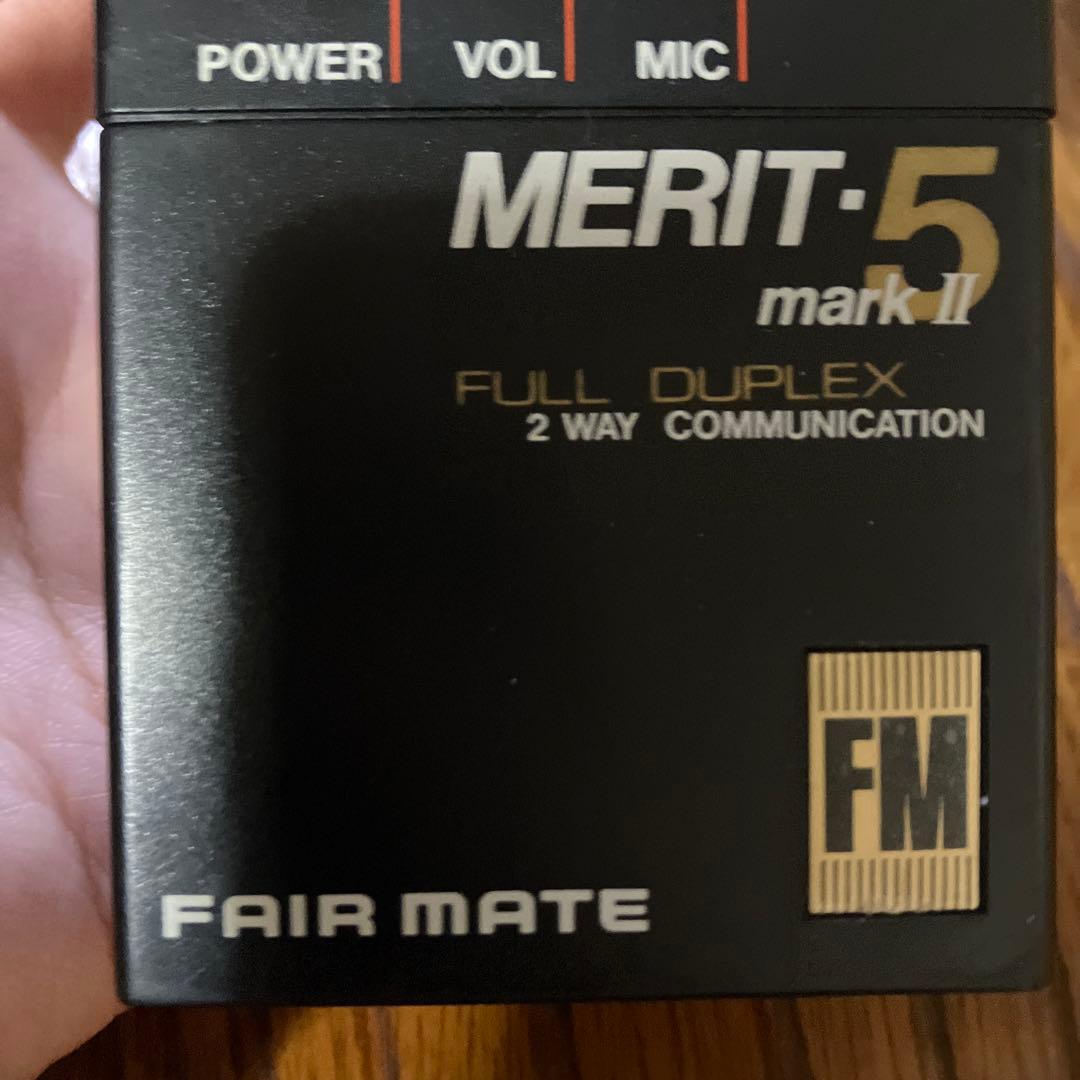 POWER VOL MIC
MERIT·5
mark II
FULL DUPLEX
2 WAY COMMUNICATION
FM
FAIR MATE